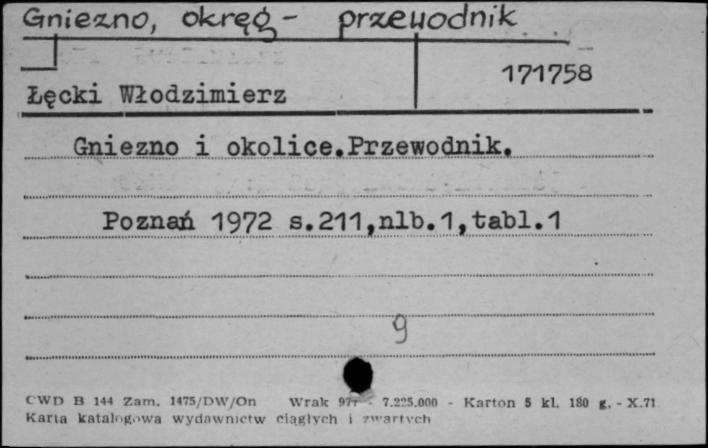 Gniezno, okręg - przewodnik
171758
Łęcki Włodzimierz
Gniezno i okolice.Przewodnik.
Poznań 1972 s.211,nlb.1,tabl.1
9
CWD B 144 Zam. 1475/DW/On Wrak - 7.225.000 - Karton 5 kl. 180 g. - X.71
Karta katalogowa wydawnictw ciągłych i zwartych